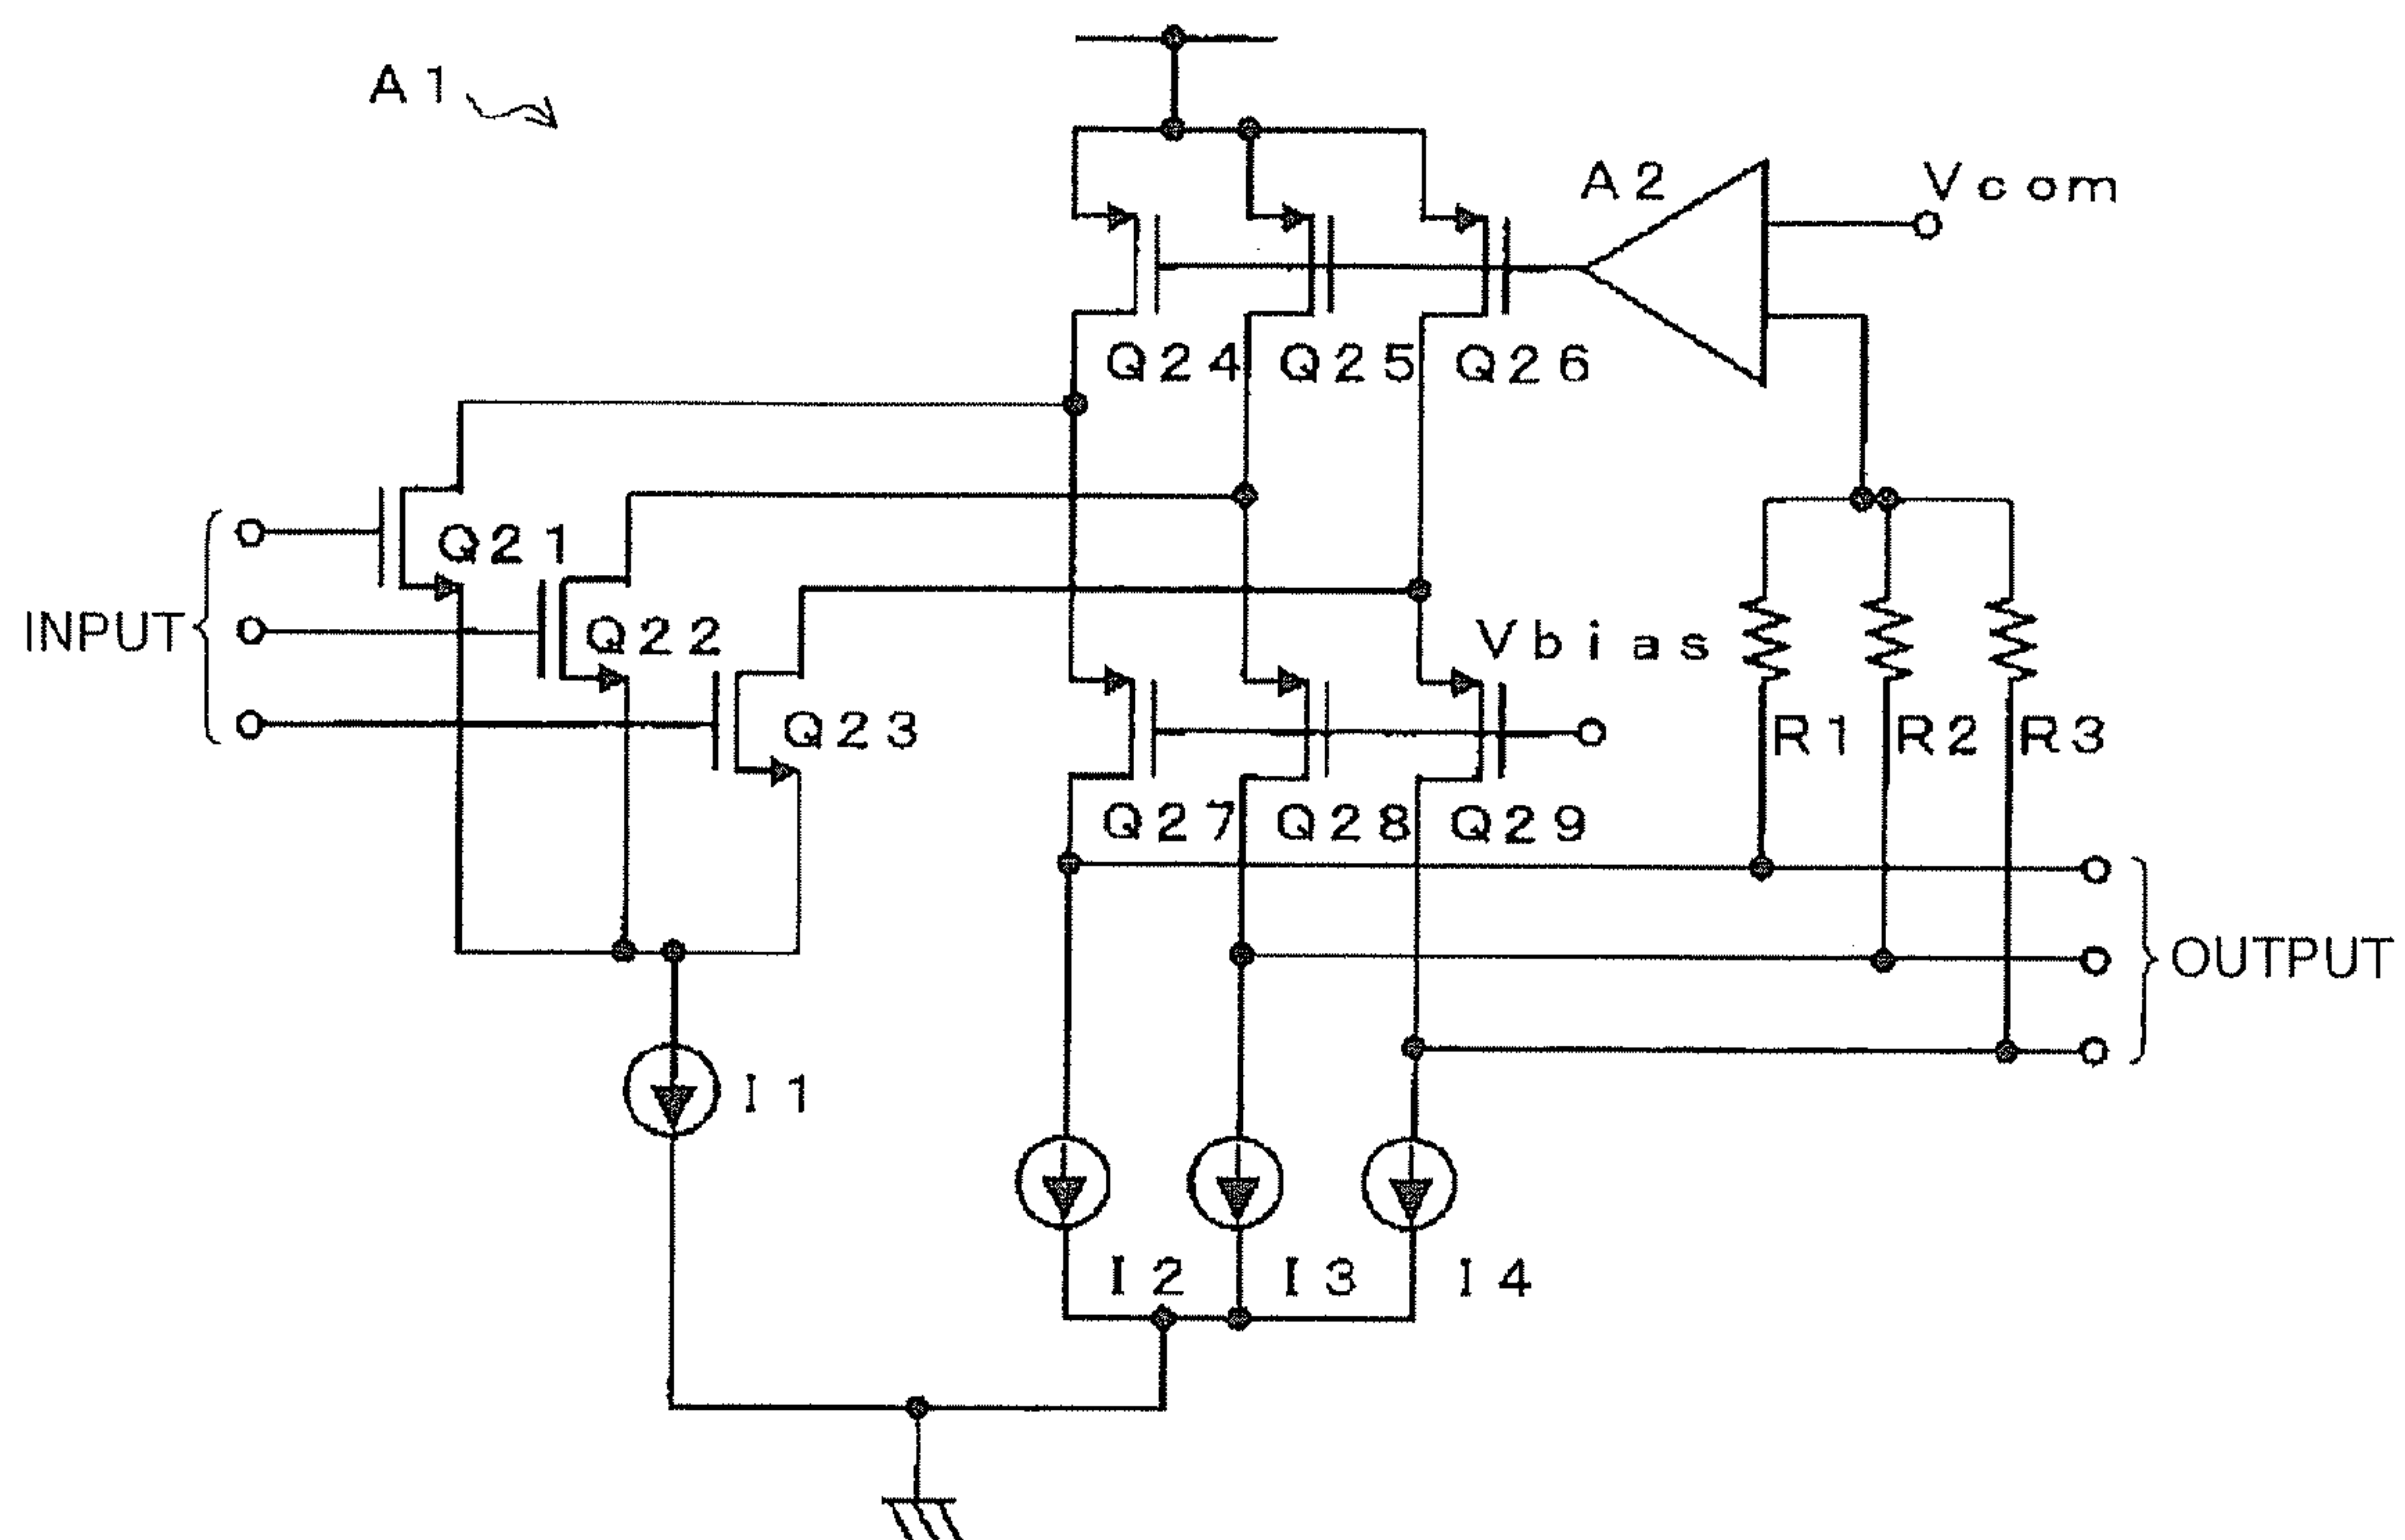 A1
A2
Vcom
Q24
Q25
Q26
Q21
INPUT
Q22
Vbias
Q23
R1
R2
R3
Q27
Q28
Q29
OUTPUT
I1
I2
I3
I4